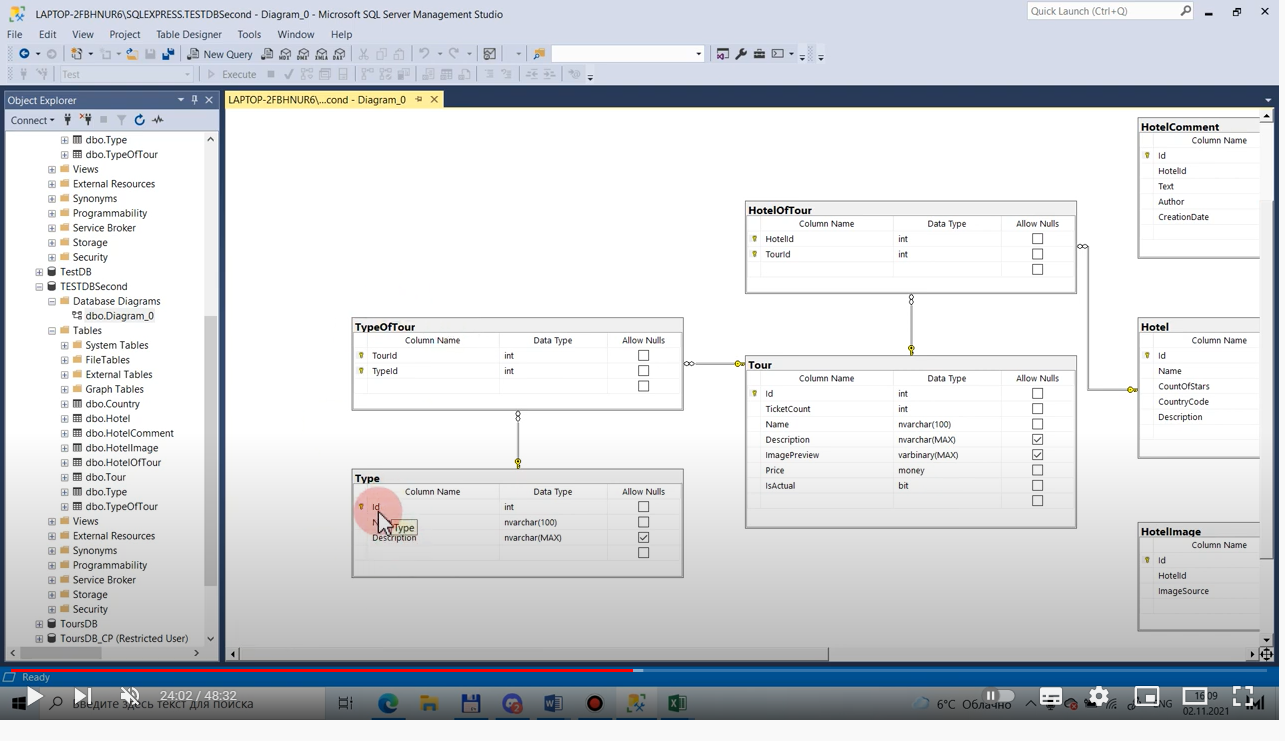 LAPTOP-2FBHNUR6\SQLEXPRESS.TESTDBSecond - Diagram_0 - Microsoft SQL Server Management Studio
Quick Launch (Ctrl+Q)
File Edit View Project Table Designer Tools Window Help
New Query
Test
Execute
Object Explorer
LAPTOP-2FBHNUR6\...cond - Diagram_0
Connect
dbo.Type
dbo.TypeOfTour
Views
External Resources
Synonyms
Programmability
Service Broker
Storage
Security
TestDB
TESTDBSecond
Database Diagrams
dbo.Diagram_0
Tables
System Tables
FileTables
External Tables
Graph Tables
dbo.Country
dbo.Hotel
dbo.HotelComment
dbo.HotelImage
dbo.HotelOfTour
dbo.Tour
dbo.Type
dbo.TypeOfTour
Views
External Resources
Synonyms
Programmability
Service Broker
Storage
Security
ToursDB
ToursDB_CP (Restricted User)
TypeOfTour
Column Name Data Type Allow Nulls
TourId int
TypeId int
Type
Column Name Data Type Allow Nulls
Id int
nvarchar(100)
Type
Description nvarchar(MAX)
HotelOfTour
Column Name Data Type Allow Nulls
HotelId int
TourId int
Tour
Column Name Data Type Allow Nulls
Id int
TicketCount int
Name nvarchar(100)
Description nvarchar(MAX)
ImagePreview varbinary(MAX)
Price money
IsActual bit
HotelComment
Column Name
Id
HotelId
Text
Author
CreationDate
Hotel
Column Name
Id
Name
CountOfStars
CountryCode
Description
HotelImage
Column Name
Id
HotelId
ImageSource
Ready
24:02 / 48:32
Введите здесь текст для поиска
6°C Облачно
ENG
16:09
02.11.2021